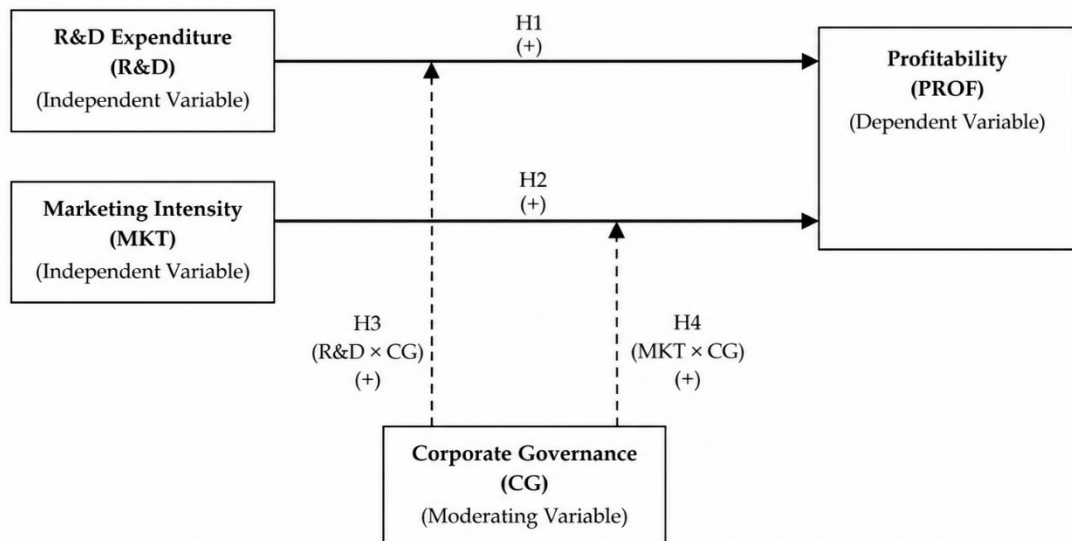 R&D Expenditure
(R&D)
(Independent Variable)
H1
(+)
Profitability
(PROF)
(Dependent Variable)
Marketing Intensity
(MKT)
(Independent Variable)
H2
(+)
H3
(R&D × CG)
(+)
H4
(MKT × CG)
(+)
Corporate Governance
(CG)
(Moderating Variable)